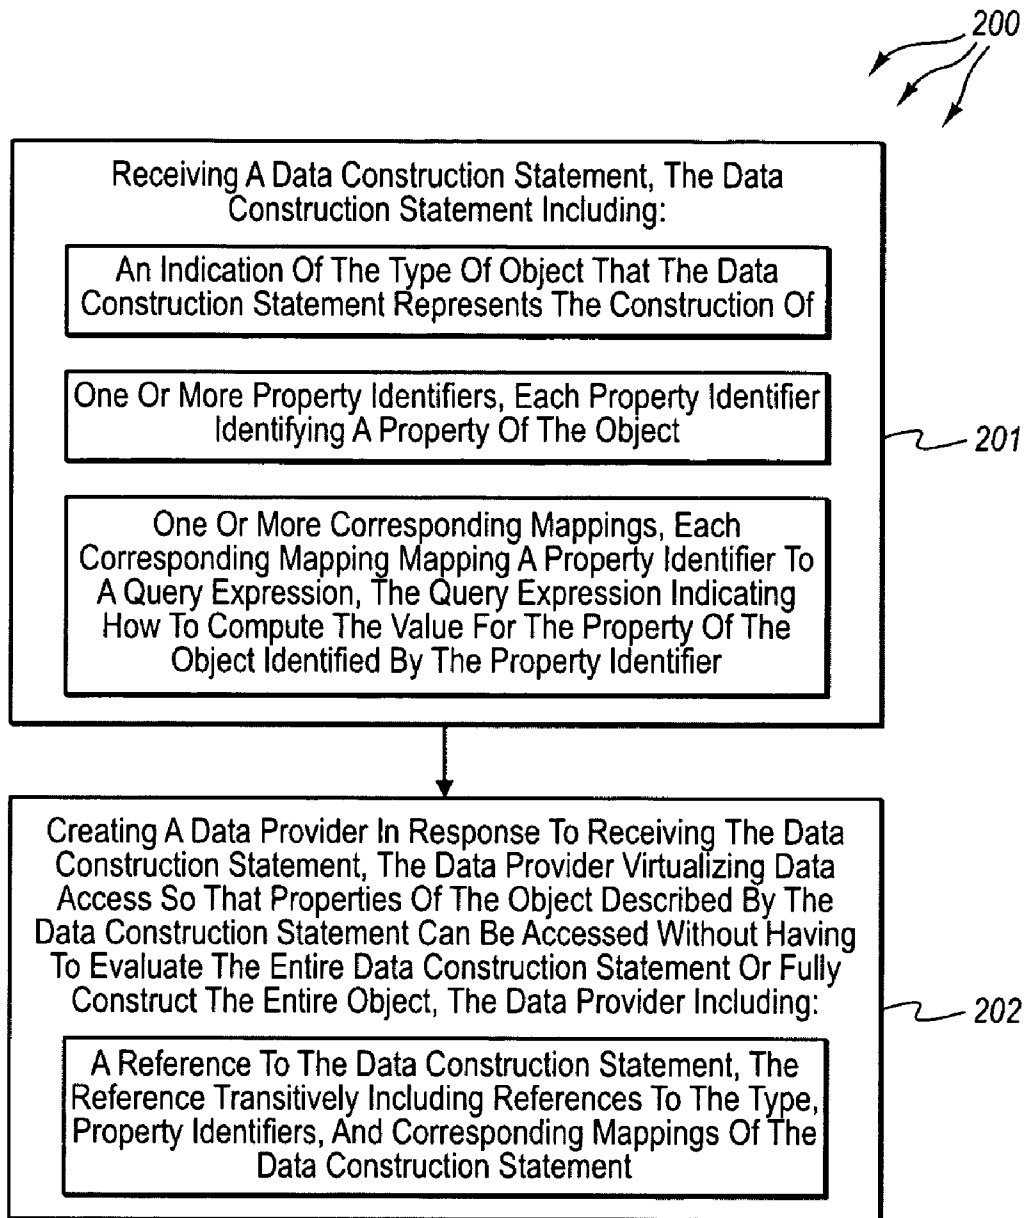 200
Receiving A Data Construction Statement, The Data
Construction Statement Including:
An Indication Of The Type Of Object That The Data
Construction Statement Represents The Construction Of
One Or More Property Identifiers, Each Property Identifier
Identifying A Property Of The Object
201
One Or More Corresponding Mappings, Each
Corresponding Mapping Mapping A Property Identifier To
A Query Expression, The Query Expression Indicating
How To Compute The Value For The Property Of The
Object Identified By The Property Identifier
Creating A Data Provider In Response To Receiving The Data
Construction Statement, The Data Provider Virtualizing Data
Access So That Properties Of The Object Described By The
Data Construction Statement Can Be Accessed Without Having
To Evaluate The Entire Data Construction Statement Or Fully
Construct The Entire Object, The Data Provider Including:
202
A Reference To The Data Construction Statement, The
Reference Transitively Including References To The Type,
Property Identifiers, And Corresponding Mappings Of The
Data Construction Statement